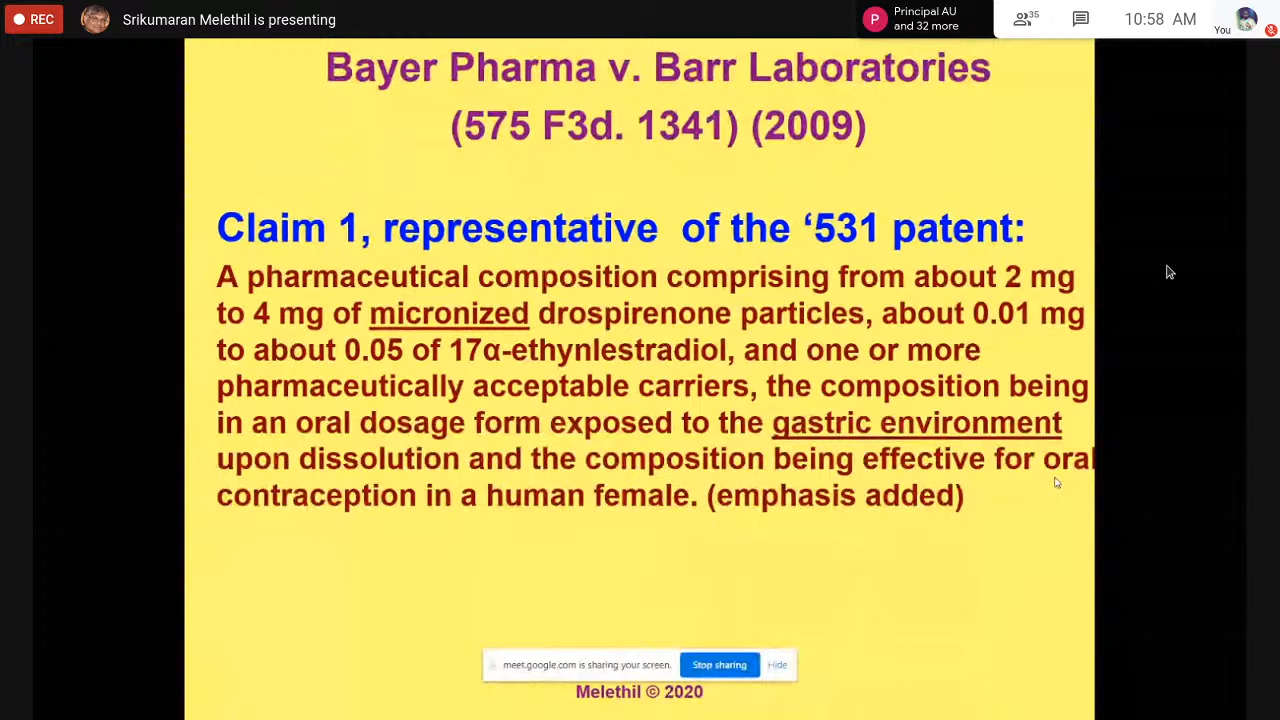 REC
Srikumaran Melethil is presenting
P
Principal AU
and 32 more
35
10:58 AM
You
Bayer Pharma v. Barr Laboratories
(575 F3d. 1341) (2009)
Claim 1, representative of the ‘531 patent:
A pharmaceutical composition comprising from about 2 mg
to 4 mg of micronized drospirenone particles, about 0.01 mg
to about 0.05 of 17α-ethynlestradiol, and one or more
pharmaceutically acceptable carriers, the composition being
in an oral dosage form exposed to the gastric environment
upon dissolution and the composition being effective for oral
contraception in a human female. (emphasis added)
meet.google.com is sharing your screen.
Stop sharing
Hide
Melethil © 2020